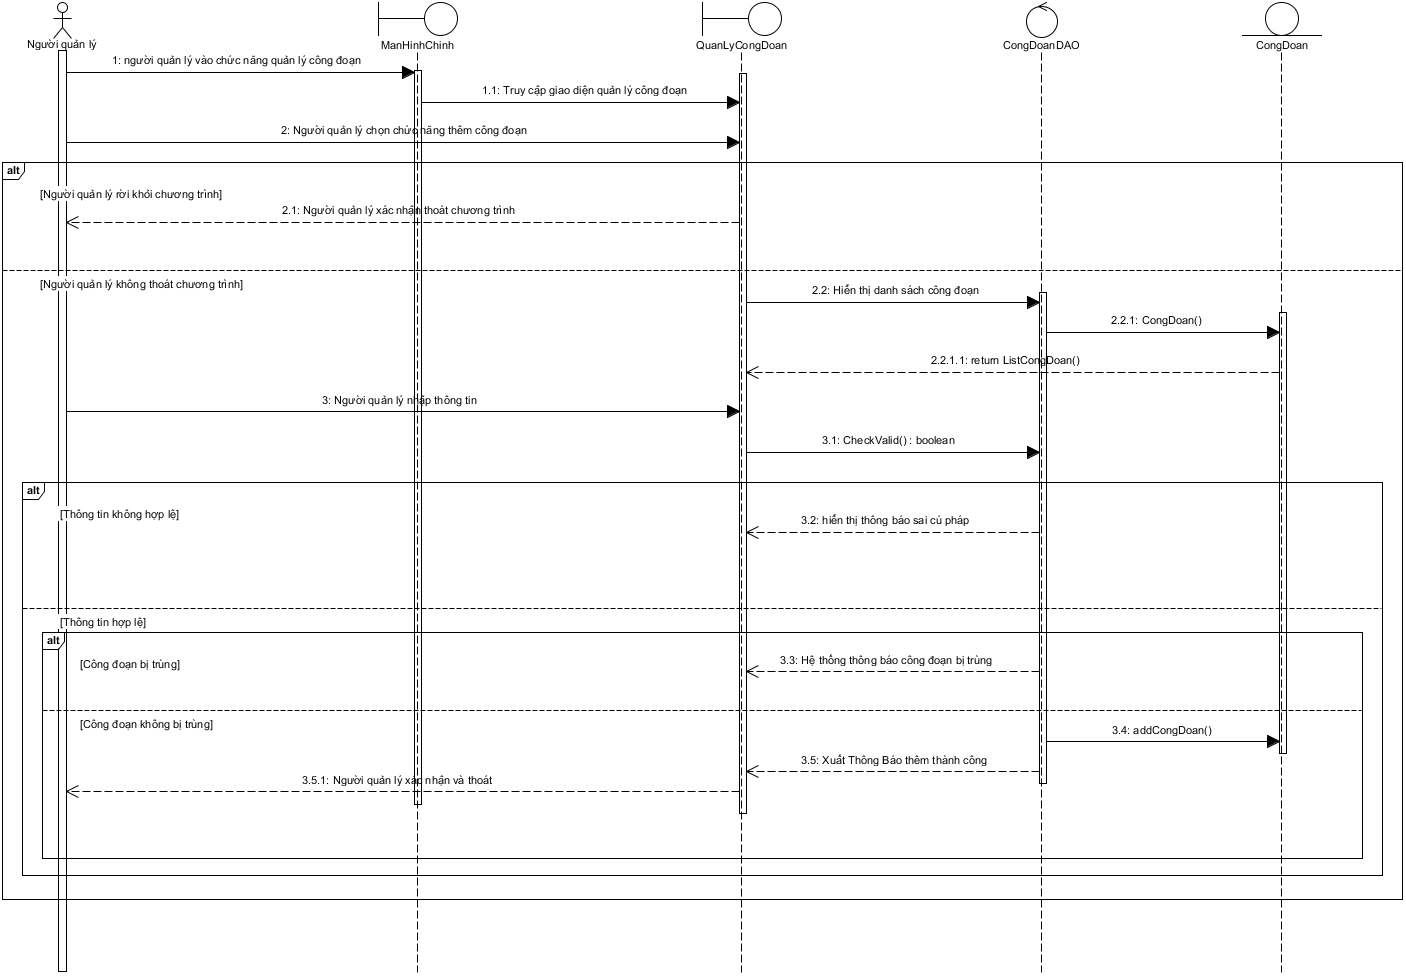 Người quản lý
ManHinhChinh
QuanLyCongDoan
CongDoanDAO
CongDoan
1: người quản lý vào chức năng quản lý công đoạn
1.1: Truy cập giao diện quản lý công đoạn
2: Người quản lý chọn chức năng thêm công đoạn
alt
[Người quản lý rời khỏi chương trình]
2.1: Người quản lý xác nhận thoát chương trình
[Người quản lý không thoát chương trình]
2.2: Hiển thị danh sách công đoạn
2.2.1: CongDoan()
2.2.1.1: return ListCongDoan()
3: Người quản lý nhập thông tin
3.1: CheckValid() : boolean
alt
[Thông tin không hợp lệ]
3.2: hiển thị thông báo sai cú pháp
[Thông tin hợp lệ]
alt
[Công đoạn bị trùng]
3.3: Hệ thống thông báo công đoạn bị trùng
[Công đoạn không bị trùng]
3.4: addCongDoan()
3.5: Xuất Thông Báo thêm thành công
3.5.1: Người quản lý xác nhận và thoát